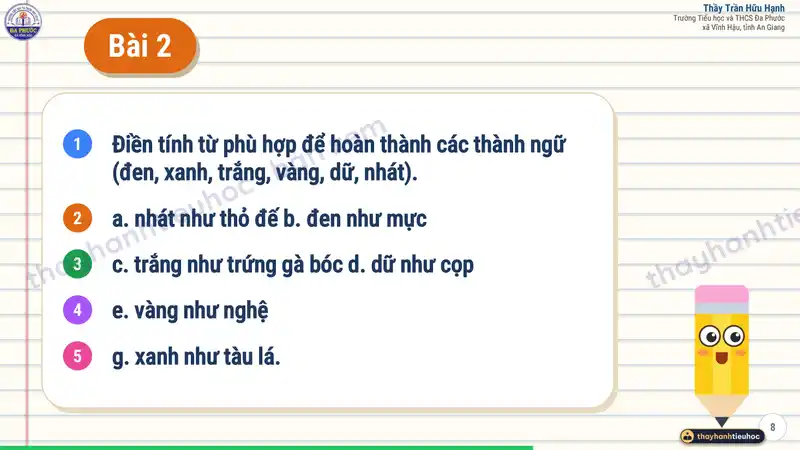 Thầy Trần Hữu Hạnh
Trường Tiểu học và THCS Đa Phước
xã Vĩnh Hậu, tỉnh An Giang
ĐA PHƯỚC
Bài 2
1 Điền tính từ phù hợp để hoàn thành các thành ngữ
(đen, xanh, trắng, vàng, dữ, nhát).
2 a. nhát như thỏ đế b. đen như mực
3 c. trắng như trứng gà bóc d. dữ như cọp
4 e. vàng như nghệ
5 g. xanh như tàu lá.
8
thayhanhtieuhoc